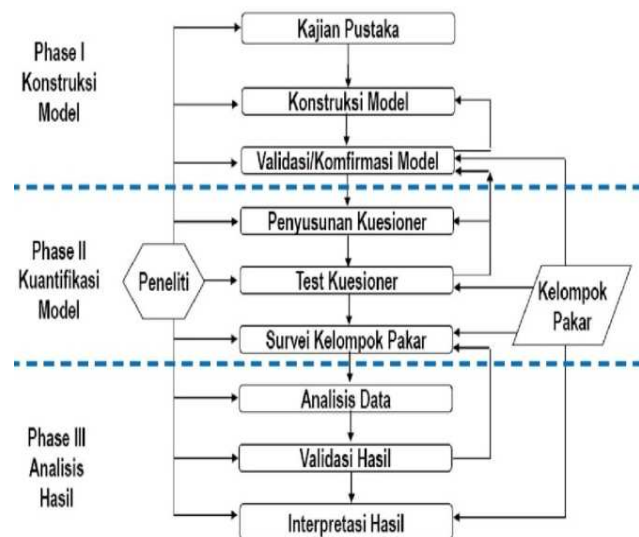 Phase I
Konstruksi
Model
Kajian Pustaka
Konstruksi Model
Validasi/Komfirmasi Model
Phase II
Kuantifikasi
Model
Peneliti
Penyusunan Kuesioner
Test Kuesioner
Survei Kelompok Pakar
Kelompok
Pakar
Phase III
Analisis
Hasil
Analisis Data
Validasi Hasil
Interpretasi Hasil